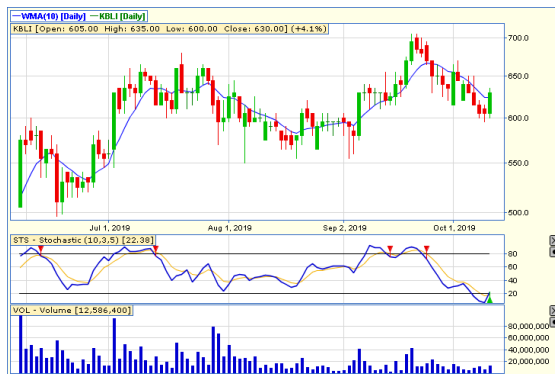 WMA(10) [Daily] KBLI [Daily]
KBLI [Open: 605.00 High: 635.00 Low: 600.00 Close: 630.00] (+4.1%)
700.0
650.0
600.0
550.0
500.0
Jul 1, 2019 Aug 1, 2019 Sep 2, 2019 Oct 1, 2019
STS - Stochastic (10,3,5) [22.38]
80
60
40
20
VOL - Volume [12,586,400]
80,000,000
60,000,000
40,000,000
20,000,000